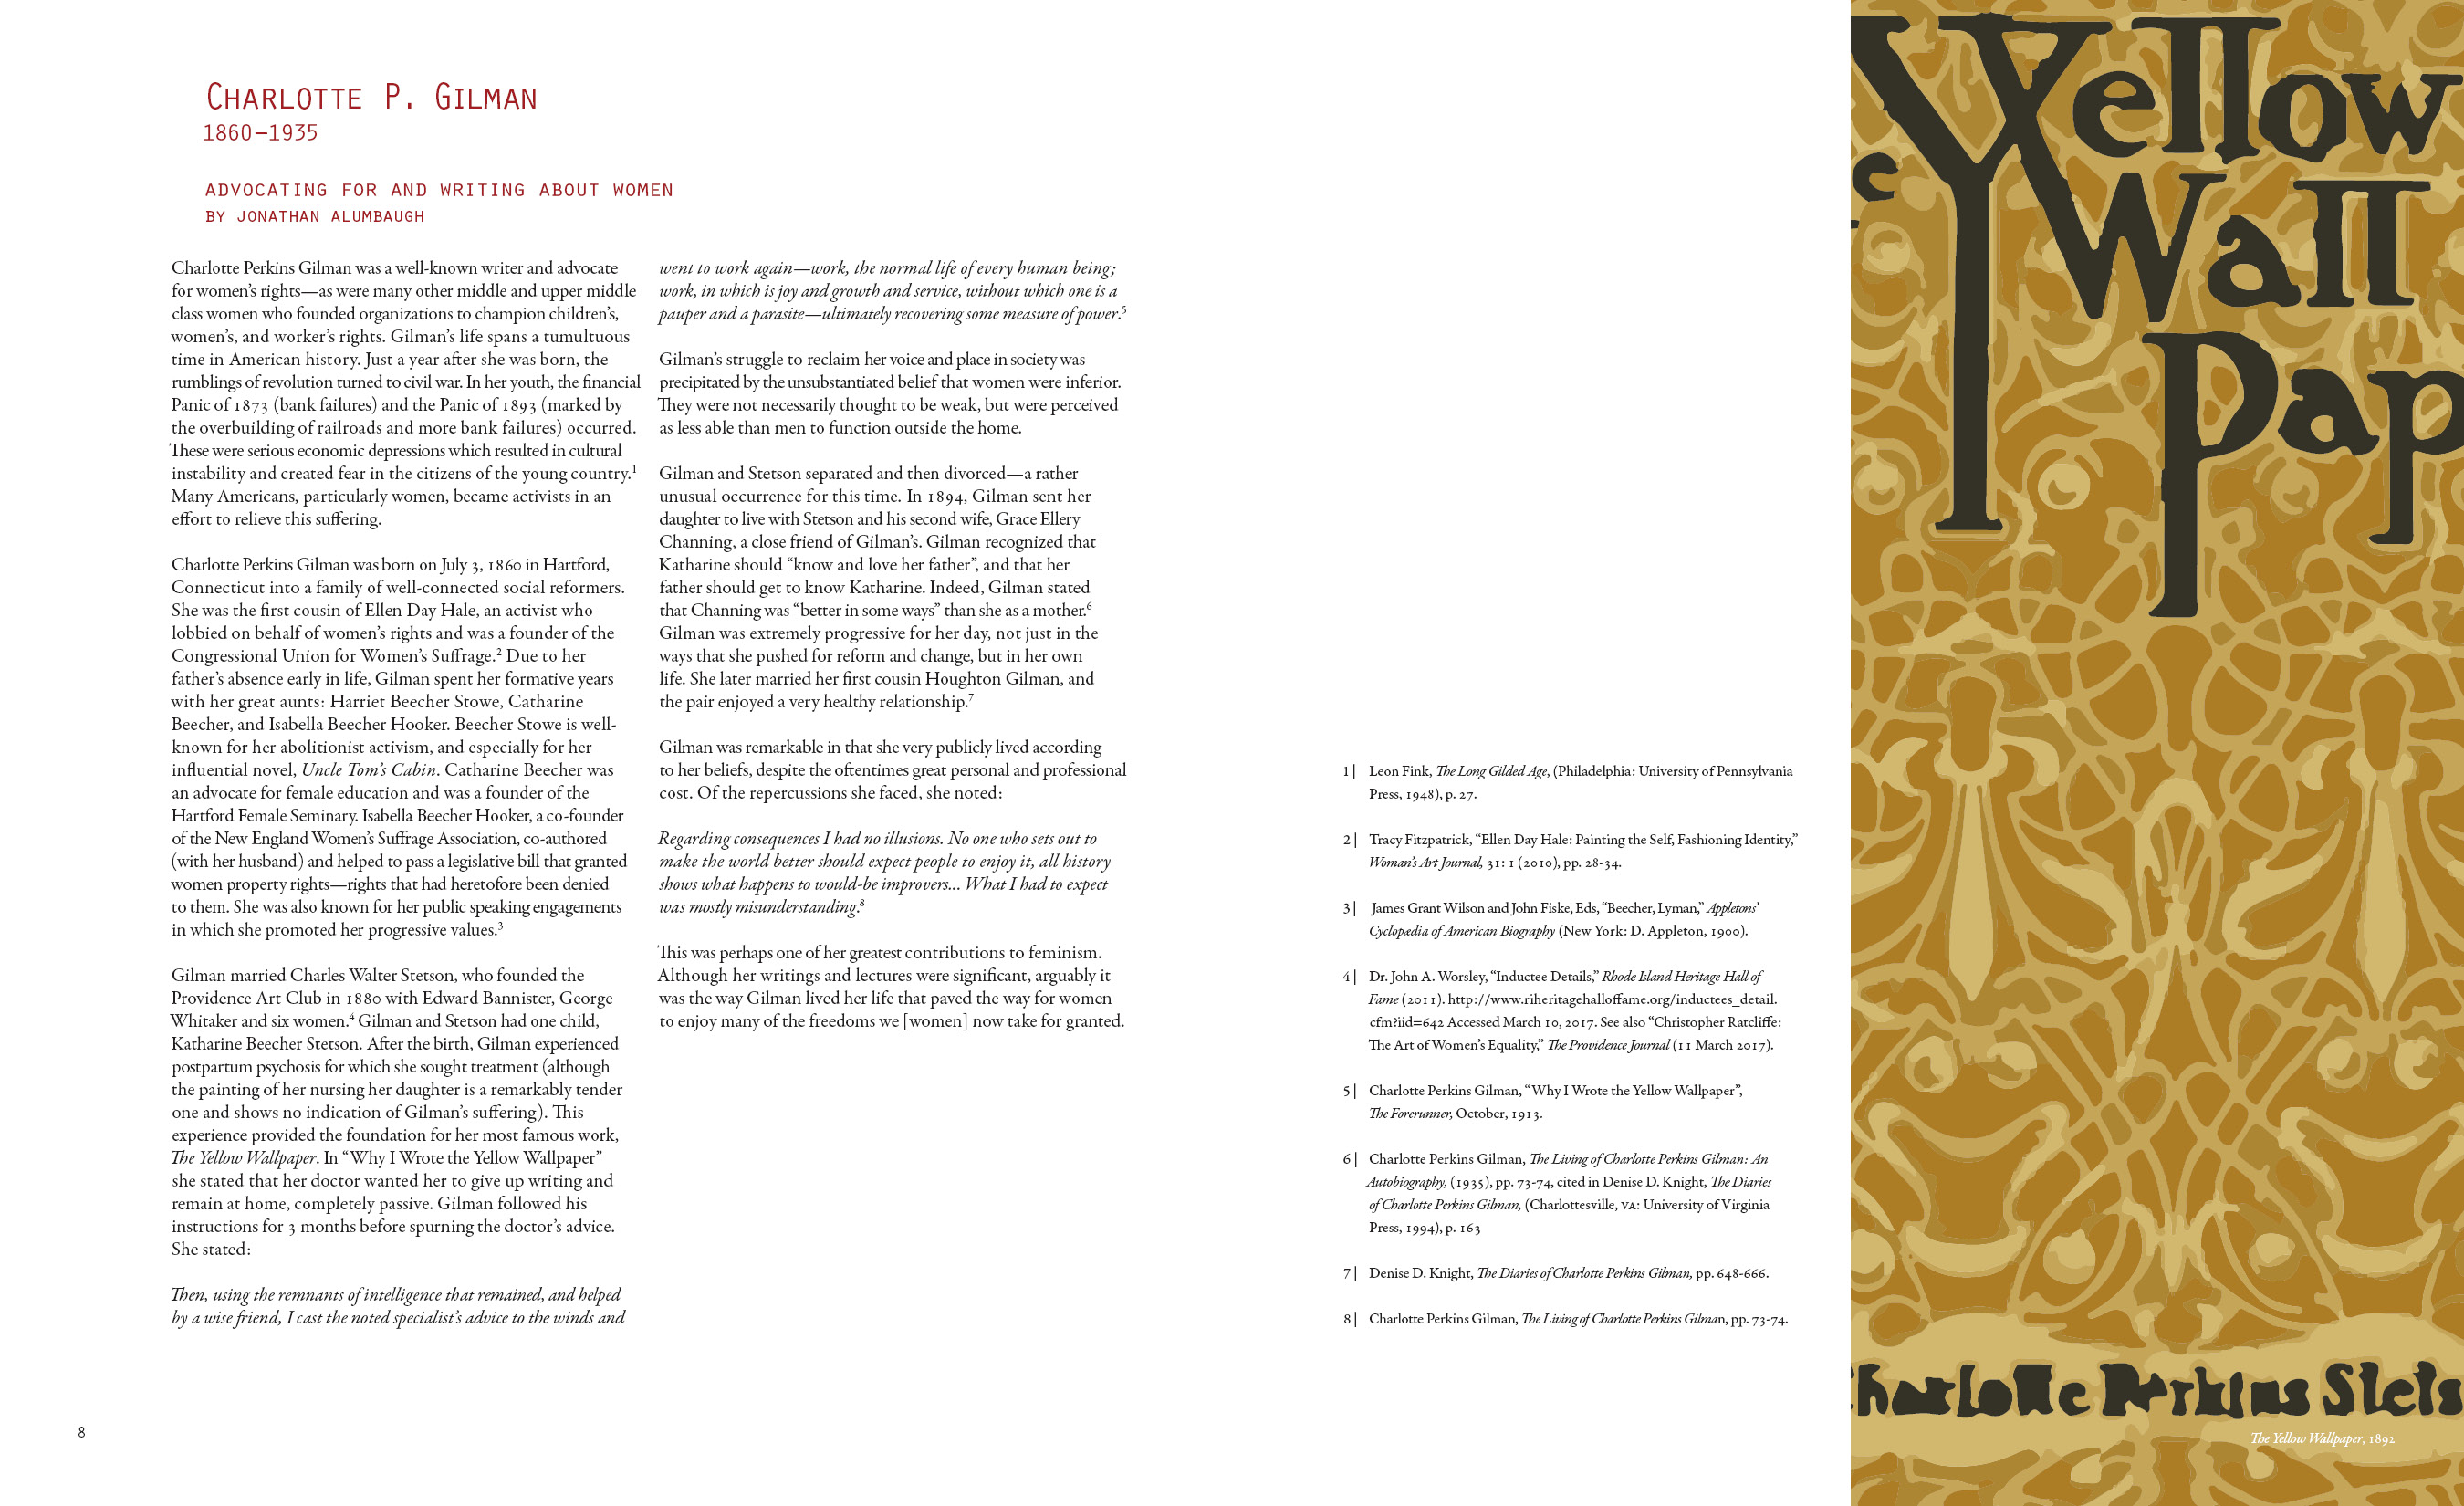 CHARLOTTE P. GILMAN
1860–1935
ADVOCATING FOR AND WRITING ABOUT WOMEN
BY JONATHAN ALUMBAUGH
Charlotte Perkins Gilman was a well-known writer and advocate
for women's rights—as were many other middle and upper middle
class women who founded organizations to champion children's,
women's, and worker's rights. Gilman's life spans a tumultuous
time in American history. Just a year after she was born, the
rumblings of revolution turned to civil war. In her youth, the financial
Panic of 1873 (bank failures) and the Panic of 1893 (marked by
the overbuilding of railroads and more bank failures) occurred.
These were serious economic depressions which resulted in cultural
instability and created fear in the citizens of the young country.1
Many Americans, particularly women, became activists in an
effort to relieve this suffering.
Charlotte Perkins Gilman was born on July 3, 1860 in Hartford,
Connecticut into a family of well-connected social reformers.
She was the first cousin of Ellen Day Hale, an activist who
lobbied on behalf of women's rights and was a founder of the
Congressional Union for Women's Suffrage.2 Due to her
father's absence early in life, Gilman spent her formative years
with her great aunts: Harriet Beecher Stowe, Catharine
Beecher, and Isabella Beecher Hooker. Beecher Stowe is well-
known for her abolitionist activism, and especially for her
influential novel, Uncle Tom's Cabin. Catharine Beecher was
an advocate for female education and was a founder of the
Hartford Female Seminary. Isabella Beecher Hooker, a co-founder
of the New England Women's Suffrage Association, co-authored
(with her husband) and helped to pass a legislative bill that granted
women property rights—rights that had heretofore been denied
to them. She was also known for her public speaking engagements
in which she promoted her progressive values.3
Gilman married Charles Walter Stetson, who founded the
Providence Art Club in 1880 with Edward Bannister, George
Whitaker and six women.4 Gilman and Stetson had one child,
Katharine Beecher Stetson. After the birth, Gilman experienced
postpartum psychosis for which she sought treatment (although
the painting of her nursing her daughter is a remarkably tender
one and shows no indication of Gilman's suffering). This
experience provided the foundation for her most famous work,
The Yellow Wallpaper. In “Why I Wrote the Yellow Wallpaper”
she stated that her doctor wanted her to give up writing and
remain at home, completely passive. Gilman followed his
instructions for 3 months before spurning the doctor's advice.
She stated:
Then, using the remnants of intelligence that remained, and helped
by a wise friend, I cast the noted specialist's advice to the winds and
went to work again—work, the normal life of every human being;
work, in which is joy and growth and service, without which one is a
pauper and a parasite—ultimately recovering some measure of power.5
Gilman's struggle to reclaim her voice and place in society was
precipitated by the unsubstantiated belief that women were inferior.
They were not necessarily thought to be weak, but were perceived
as less able than men to function outside the home.
Gilman and Stetson separated and then divorced—a rather
unusual occurrence for this time. In 1894, Gilman sent her
daughter to live with Stetson and his second wife, Grace Ellery
Channing, a close friend of Gilman's. Gilman recognized that
Katharine should “know and love her father”, and that her
father should get to know Katharine. Indeed, Gilman stated
that Channing was “better in some ways” than she as a mother.6
Gilman was extremely progressive for her day, not just in the
ways that she pushed for reform and change, but in her own
life. She later married her first cousin Houghton Gilman, and
the pair enjoyed a very healthy relationship.7
Gilman was remarkable in that she very publicly lived according
to her beliefs, despite the oftentimes great personal and professional
cost. Of the repercussions she faced, she noted:
Regarding consequences I had no illusions. No one who sets out to
make the world better should expect people to enjoy it, all history
shows what happens to would-be improvers... What I had to expect
was mostly misunderstanding.8
This was perhaps one of her greatest contributions to feminism.
Although her writings and lectures were significant, arguably it
was the way Gilman lived her life that paved the way for women
to enjoy many of the freedoms we [women] now take for granted.
1| Leon Fink, The Long Gilded Age, (Philadelphia: University of Pennsylvania
Press, 1948), p. 27.
2| Tracy Fitzpatrick, “Ellen Day Hale: Painting the Self, Fashioning Identity,”
Woman's Art Journal, 31: 1 (2010), pp. 28-34.
3| James Grant Wilson and John Fiske, Eds, “Beecher, Lyman,” Appletons'
Cyclopædia of American Biography (New York: D. Appleton, 1900).
4| Dr. John A. Worsley, “Inductee Details,” Rhode Island Heritage Hall of
Fame (2011). http://www.riheritagehalloffame.org/inductees_detail.
cfm?iid=642 Accessed March 10, 2017. See also “Christopher Ratcliffe:
The Art of Women's Equality,” The Providence Journal (11 March 2017).
5| Charlotte Perkins Gilman, “Why I Wrote the Yellow Wallpaper”,
The Forerunner, October, 1913.
6| Charlotte Perkins Gilman, The Living of Charlotte Perkins Gilman: An
Autobiography, (1935), pp. 73-74, cited in Denise D. Knight, The Diaries
of Charlotte Perkins Gilman, (Charlottesville, VA: University of Virginia
Press, 1994), p. 163
7| Denise D. Knight, The Diaries of Charlotte Perkins Gilman, pp. 648-666.
8| Charlotte Perkins Gilman, The Living of Charlotte Perkins Gilman, pp. 73-74.
8
e Yellow
Wall
Pap
harlotte Perkins Stets
The Yellow Wallpaper, 1892